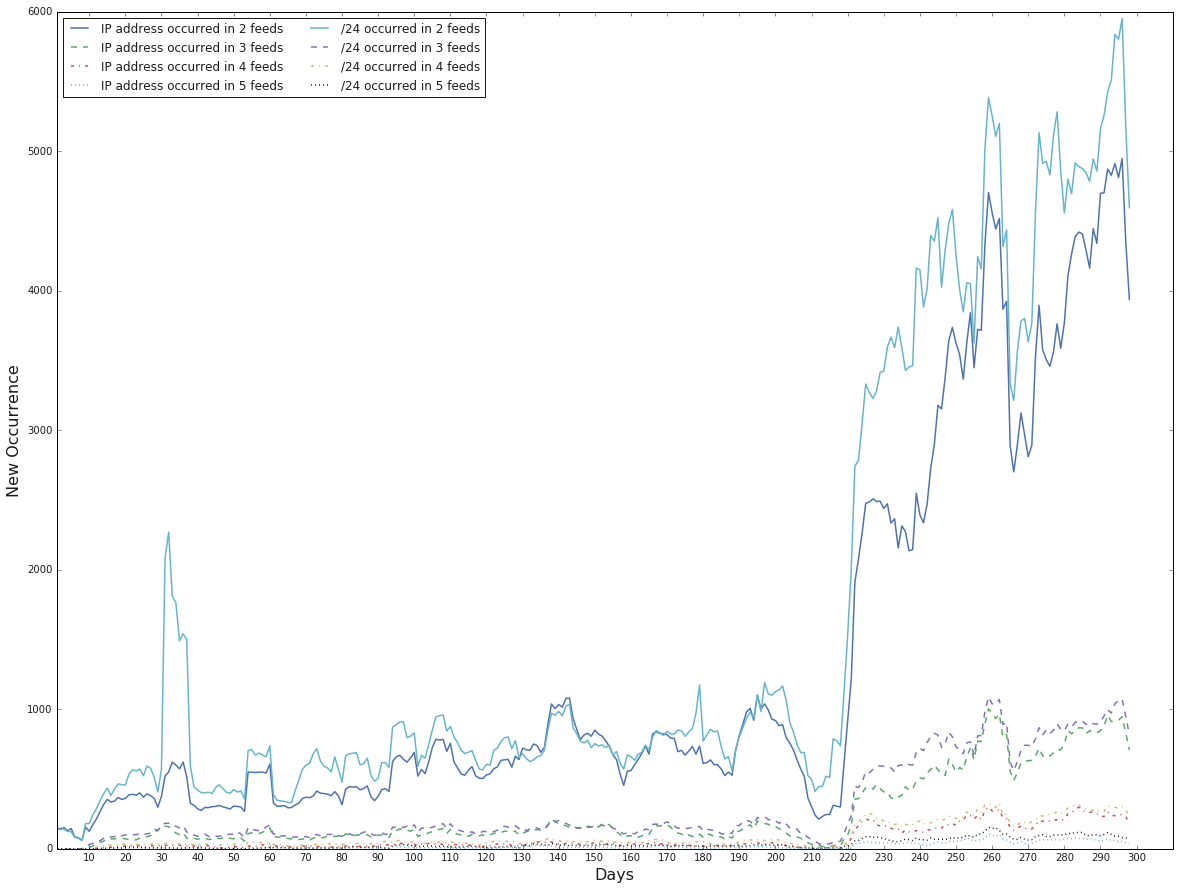 6000
5000
4000
3000
2000
1000
0
New Occurrence
IP address occurred in 2 feeds
IP address occurred in 3 feeds
IP address occurred in 4 feeds
IP address occurred in 5 feeds
/24 occurred in 2 feeds
/24 occurred in 3 feeds
/24 occurred in 4 feeds
/24 occurred in 5 feeds
10 20 30 40 50 60 70 80 90 100 110 120 130 140 150 160 170 180 190 200 210 220 230 240 250 260 270 280 290 300
Days